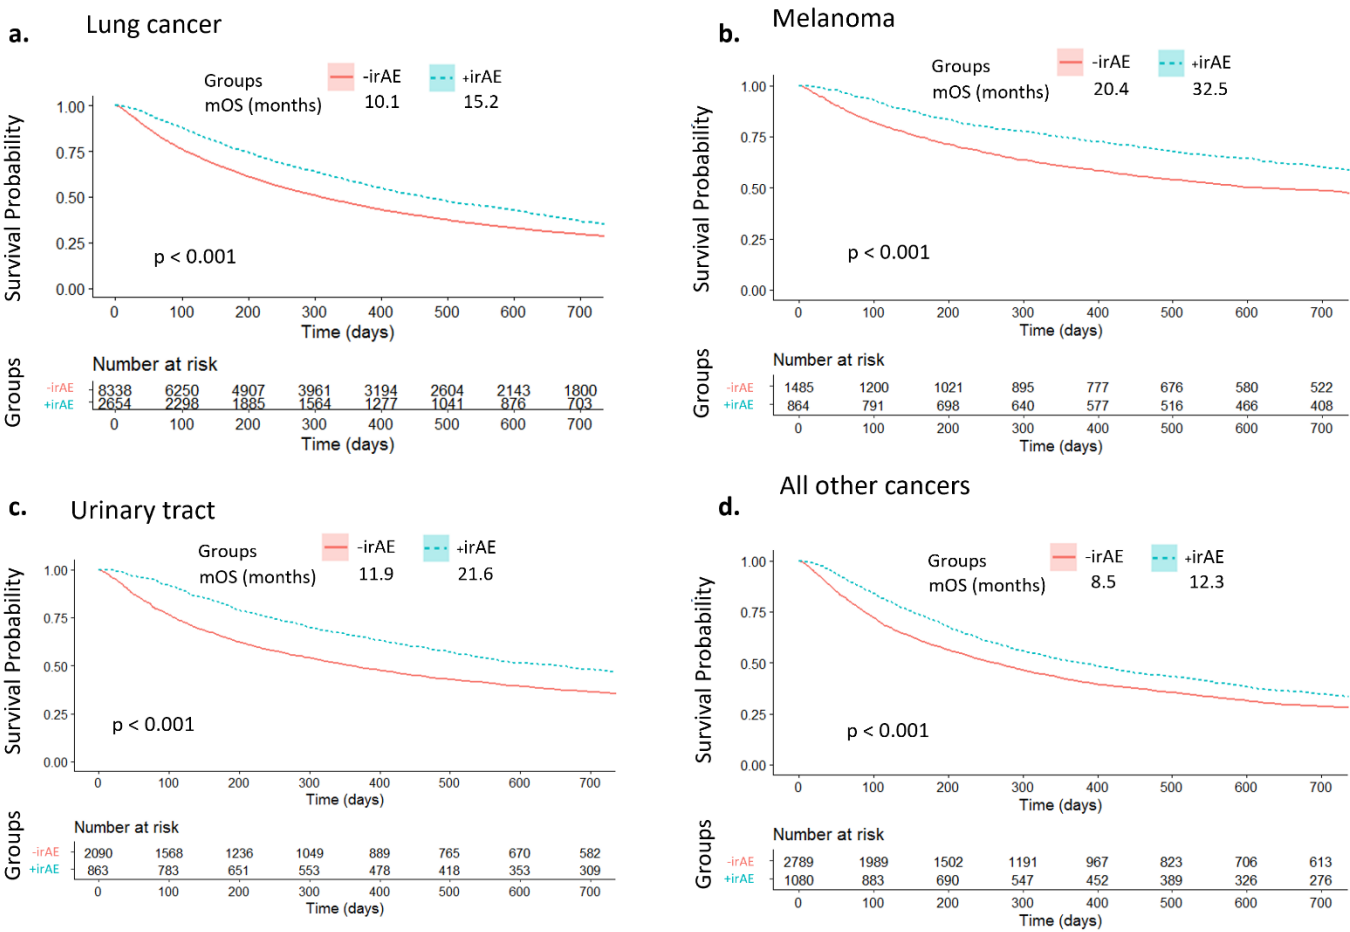 a.
Lung cancer
Groups -irAE +irAE
mOS (months) 10.1 15.2
Survival Probability
1.00
0.75
0.50
0.25
0.00
p < 0.001
0 100 200 300 400 500 600 700
Time (days)
Groups
Number at risk
-irAE 8338 6250 4907 3961 3194 2604 2143 1800
+irAE 2654 2298 1885 1564 1277 1041 876 703
0 100 200 300 400 500 600 700
Time (days)
b.
Melanoma
Groups -irAE +irAE
mOS (months) 20.4 32.5
Survival Probability
1.00
0.75
0.50
0.25
0.00
p < 0.001
0 100 200 300 400 500 600 700
Time (days)
Groups
Number at risk
-irAE 1485 1200 1021 895 777 676 580 522
+irAE 864 791 698 640 577 516 466 408
0 100 200 300 400 500 600 700
Time (days)
c.
Urinary tract
Groups -irAE +irAE
mOS (months) 11.9 21.6
Survival Probability
1.00
0.75
0.50
0.25
0.00
p < 0.001
0 100 200 300 400 500 600 700
Time (days)
Groups
Number at risk
-irAE 2090 1568 1236 1049 889 765 670 582
+irAE 863 783 651 553 478 418 353 309
0 100 200 300 400 500 600 700
Time (days)
d.
All other cancers
Groups -irAE +irAE
mOS (months) 8.5 12.3
Survival Probability
1.00
0.75
0.50
0.25
0.00
p < 0.001
0 100 200 300 400 500 600 700
Time (days)
Groups
Number at risk
-irAE 2789 1989 1502 1191 967 823 706 613
+irAE 1080 883 690 547 452 389 326 276
0 100 200 300 400 500 600 700
Time (days)